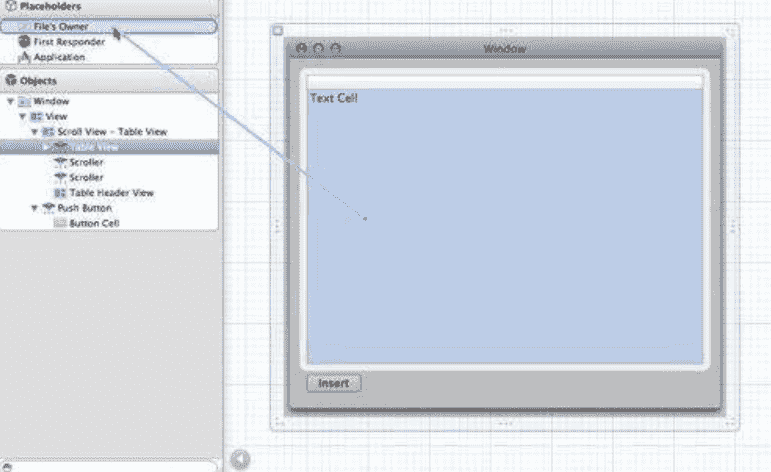 Placeholders
File's Owner
First Responder
Application
Objects
Window
View
Scroll View - Table View
Table View
Scroller
Scroller
Table Header View
Push Button
Button Cell
Window
Text Cell
Insert